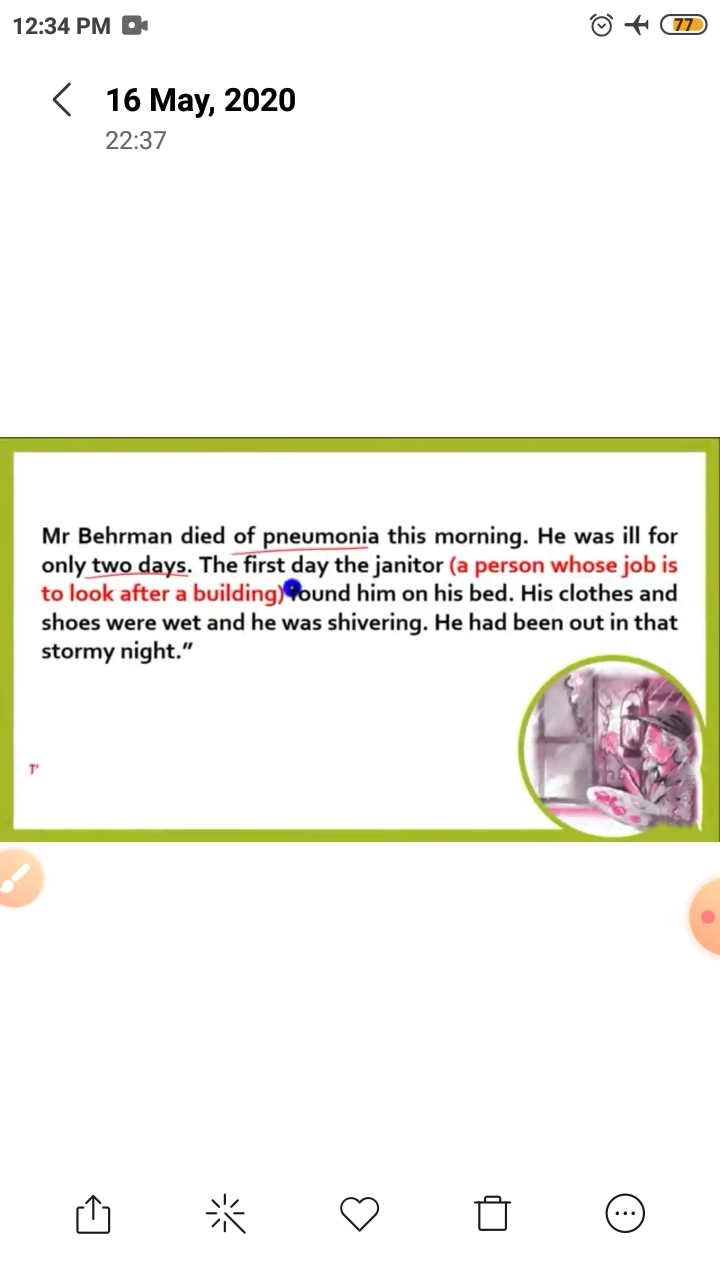 12:34 PM
77
16 May, 2020
22:37
Mr Behrman died of pneumonia this morning. He was ill for
only two days. The first day the janitor (a person whose job is
to look after a building) found him on his bed. His clothes and
shoes were wet and he was shivering. He had been out in that
stormy night.”